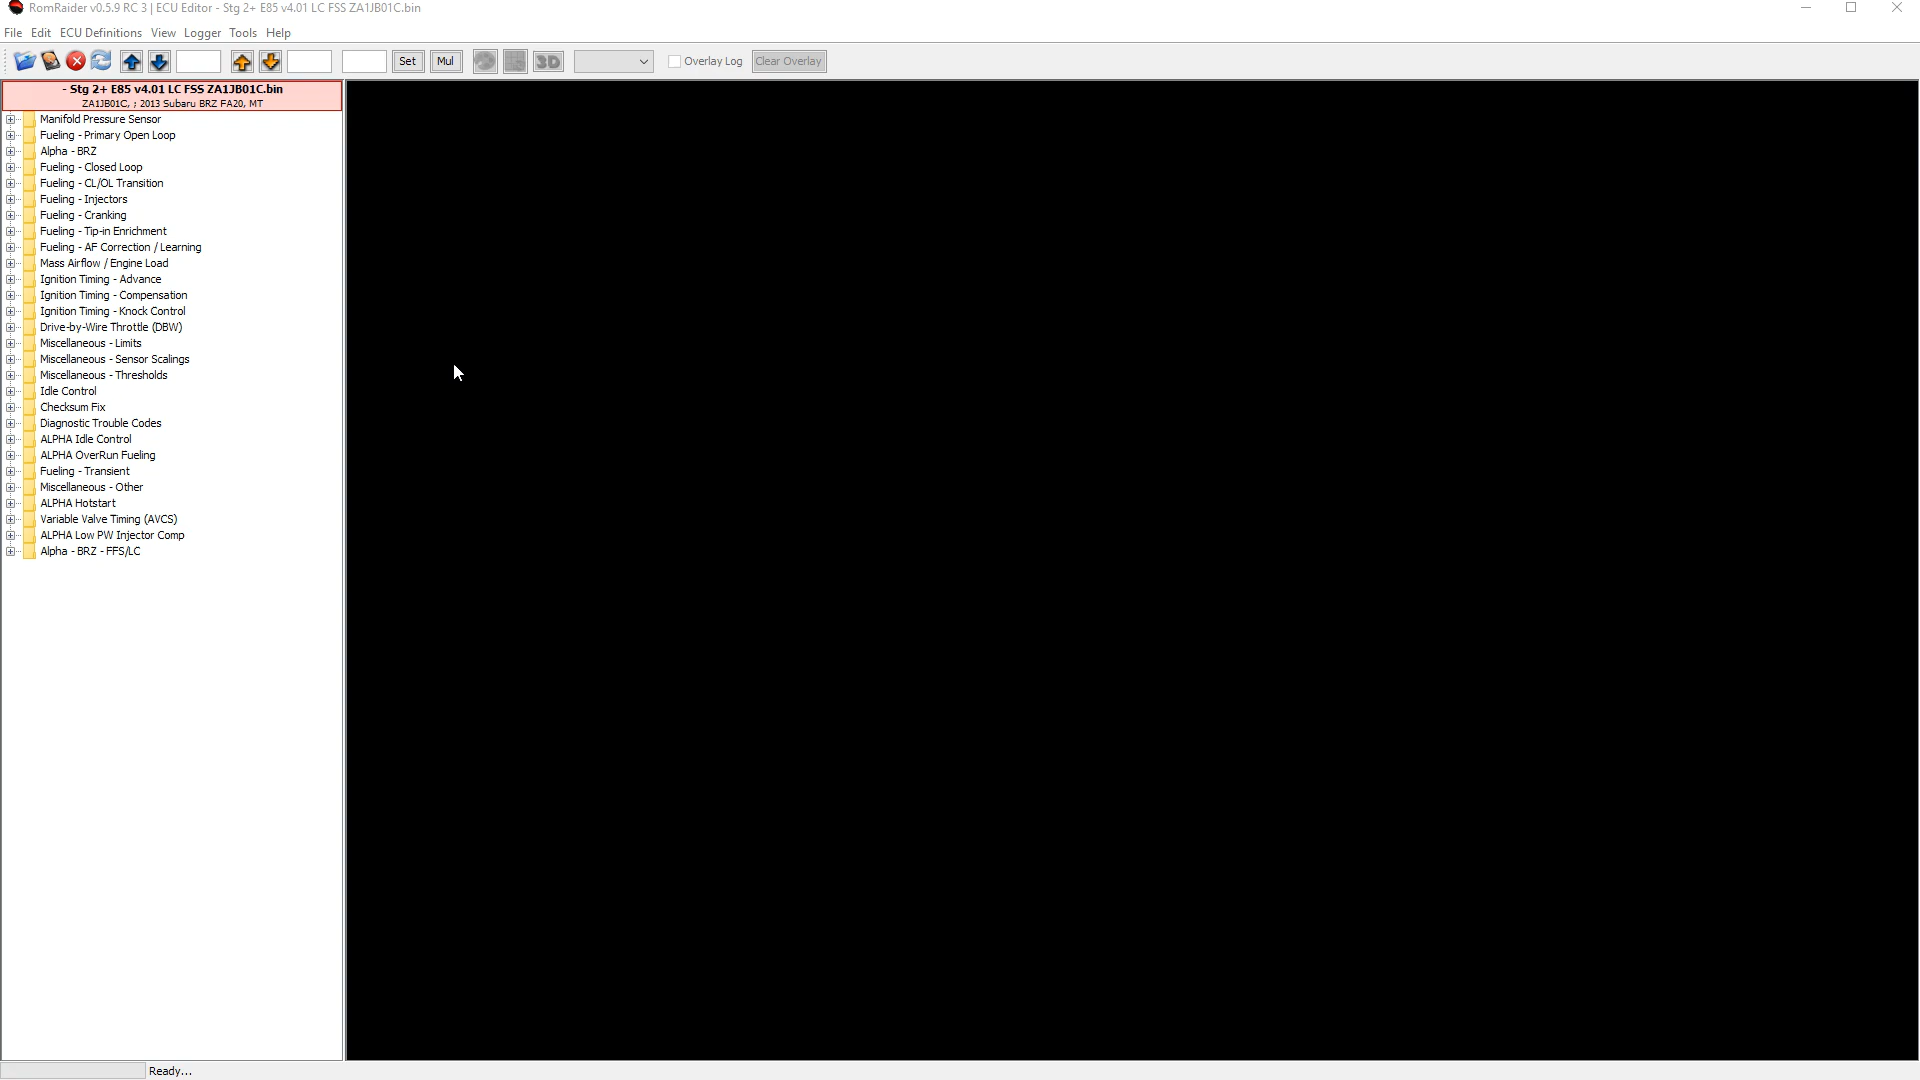 RomRaider v0.5.9 RC 3 | ECU Editor - Stg 2+ E85 v4.01 LC FSS ZA1JB01C.bin
File Edit ECU Definitions View Logger Tools Help
Set Mul 3D Overlay Log Clear Overlay
- Stg 2+ E85 v4.01 LC FSS ZA1JB01C.bin
ZA1JB01C, ; 2013 Subaru BRZ FA20, MT
Manifold Pressure Sensor
Fueling - Primary Open Loop
Alpha - BRZ
Fueling - Closed Loop
Fueling - CL/OL Transition
Fueling - Injectors
Fueling - Cranking
Fueling - Tip-in Enrichment
Fueling - AF Correction / Learning
Mass Airflow / Engine Load
Ignition Timing - Advance
Ignition Timing - Compensation
Ignition Timing - Knock Control
Drive-by-Wire Throttle (DBW)
Miscellaneous - Limits
Miscellaneous - Sensor Scalings
Miscellaneous - Thresholds
Idle Control
Checksum Fix
Diagnostic Trouble Codes
ALPHA Idle Control
ALPHA OverRun Fueling
Fueling - Transient
Miscellaneous - Other
ALPHA Hotstart
Variable Valve Timing (AVCS)
ALPHA Low PW Injector Comp
Alpha - BRZ - FFS/LC
Ready...